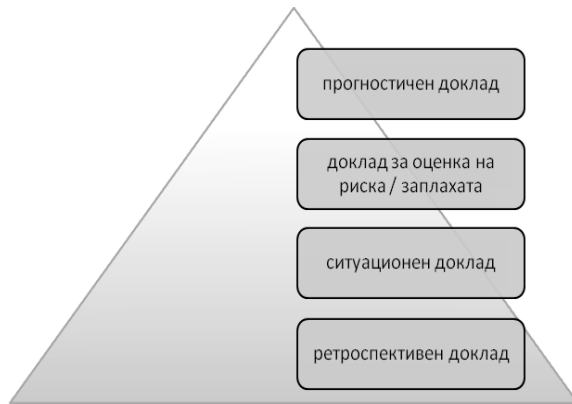 прогностичен доклад
доклад за оценка на
риска / заплахата
ситуационен доклад
ретроспективен доклад